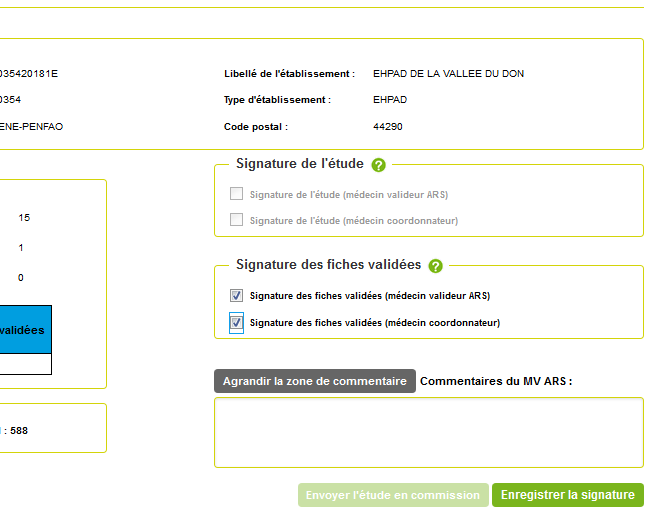 035420181E Libellé de l'établissement : EHPAD DE LA VALLEE DU DON
0354 Type d'établissement : EHPAD
ENE-PENFAO Code postal : 44290
Signature de l'étude ?
Signature de l'étude (médecin valideur ARS)
Signature de l'étude (médecin coordonnateur)
15
1
0
validées
: 588
Signature des fiches validées ?
Signature des fiches validées (médecin valideur ARS)
Signature des fiches validées (médecin coordonnateur)
Agrandir la zone de commentaire Commentaires du MV ARS :
Envoyer l'étude en commission Enregistrer la signature